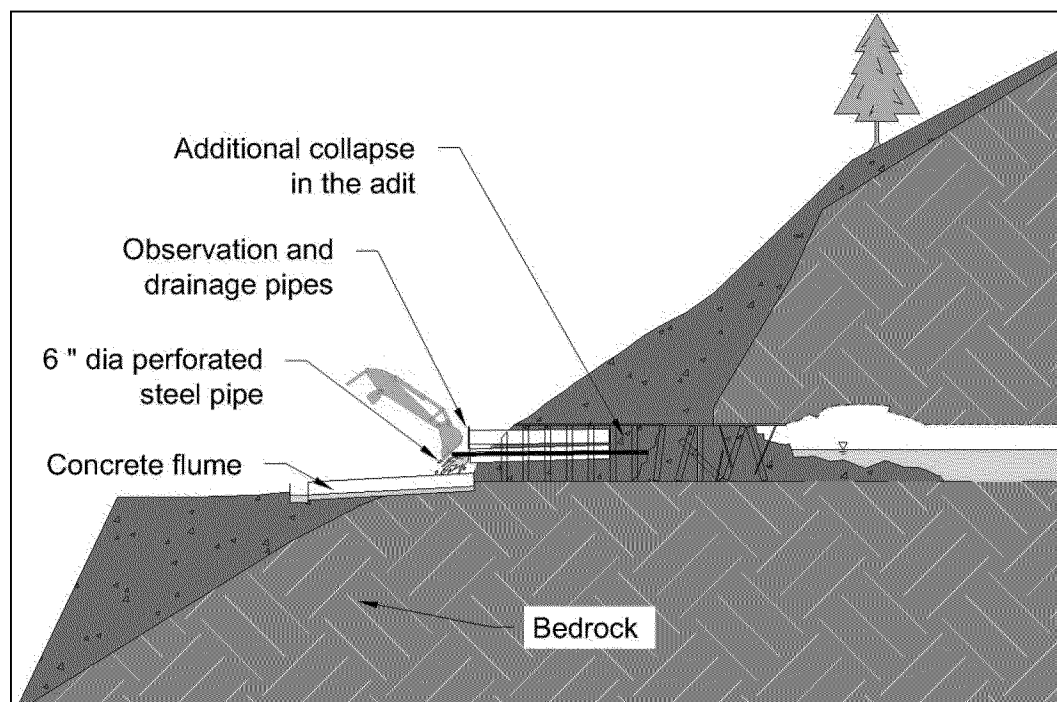 Additional collapse
in the adit
Observation and
drainage pipes
6 " dia perforated
steel pipe
Concrete flume
Bedrock